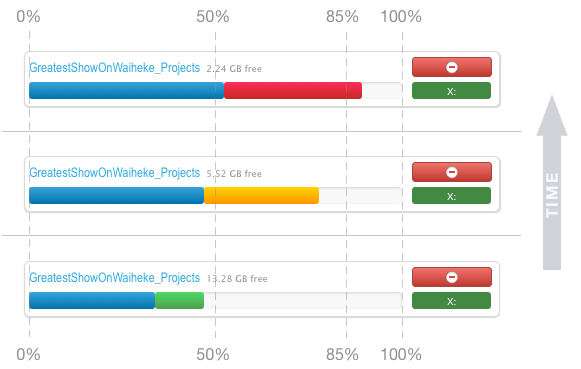 0% 50% 85% 100%
GreatestShowOnWaiheke_Projects 2.24 GB free
X:
GreatestShowOnWaiheke_Projects 5.52 GB free
X:
TIME
GreatestShowOnWaiheke_Projects 13.28 GB free
X:
0% 50% 85% 100%